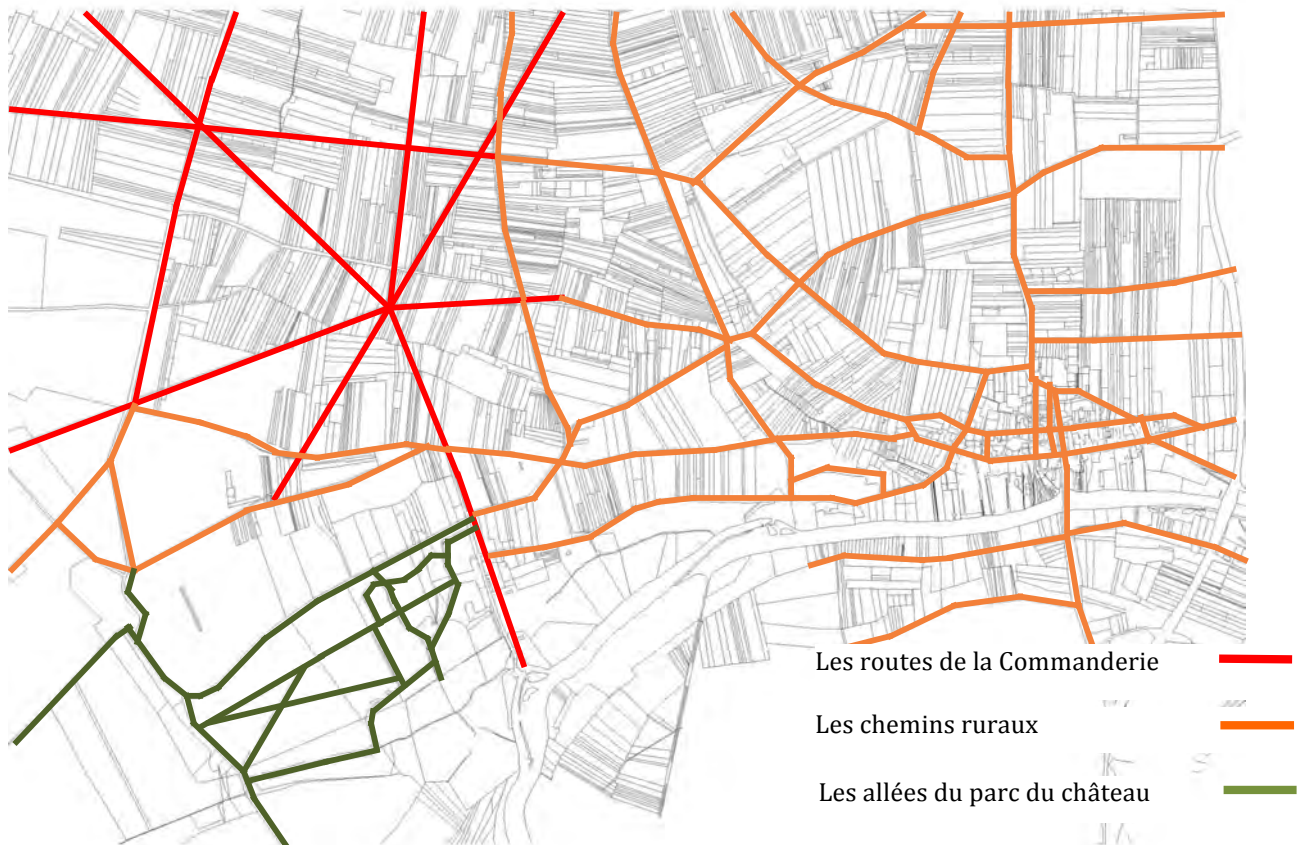 Les routes de la Commanderie
Les chemins ruraux
Les allées du parc du château